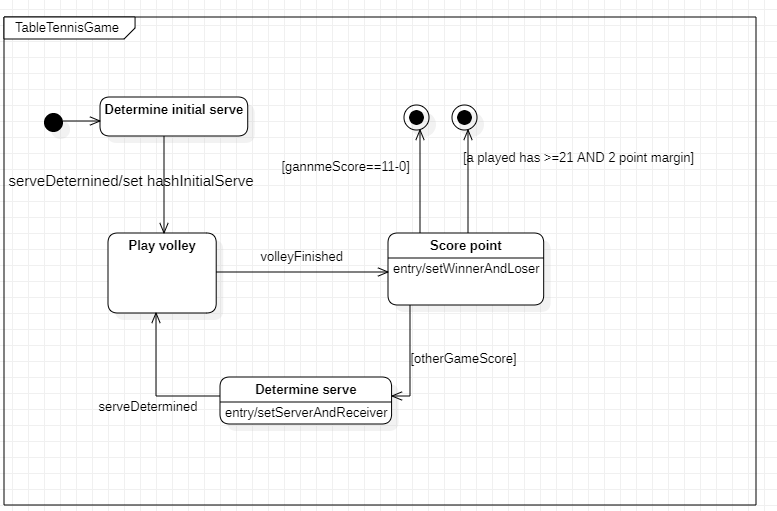 TableTennisGame
Determine initial serve
[gannmeScore==11-0]
[a played has >=21 AND 2 point margin]
serveDeternined/set hashInitialServe
Play volley
volleyFinished
Score point
entry/setWinnerAndLoser
[otherGameScore]
Determine serve
entry/setServerAndReceiver
serveDetermined